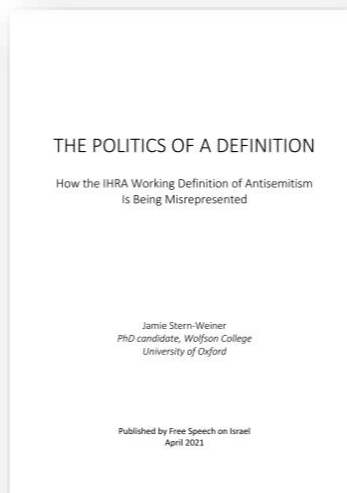 THE POLITICS OF A DEFINITION
How the IHRA Working Definition of Antisemitism
Is Being Misrepresented
Jamie Stern-Weiner
PhD candidate, Wolfson College
University of Oxford
Published by Free Speech on Israel
April 2021